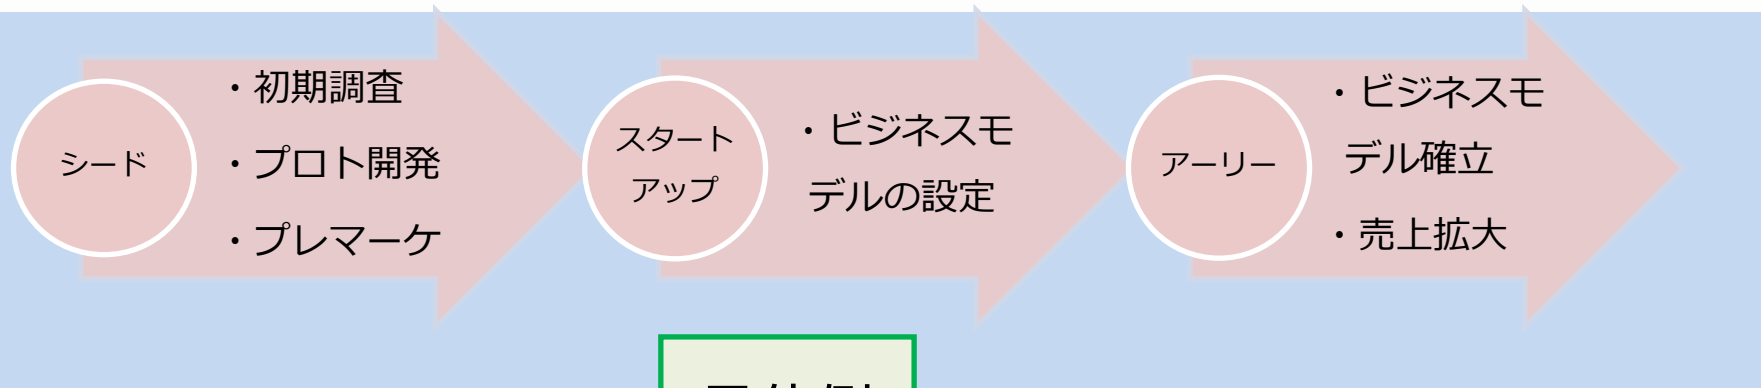 シード
・初期調査
・プロト開発
・プレマーケ
スタート
アップ
・ビジネスモ
デルの設定
アーリー
・ビジネスモ
デル確立
・売上拡大